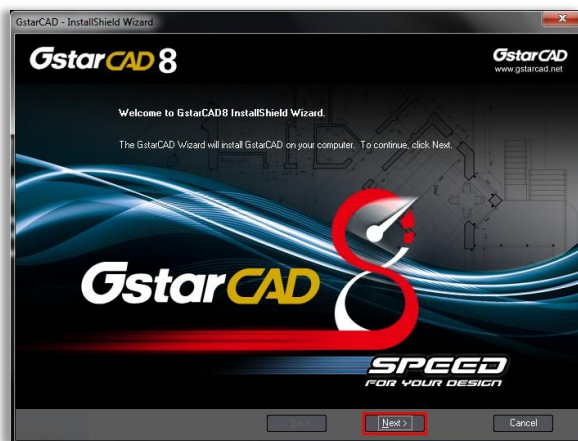 GstarCAD - InstallShield Wizard
GstarCAD 8
GstarCAD
www.gstarcad.net
Welcome to GstarCAD8 InstallShield Wizard.
The GstarCAD Wizard will install GstarCAD on your computer. To continue, click Next.
GstarCAD 8
SPEED
FOR YOUR DESIGN
Next >
Cancel